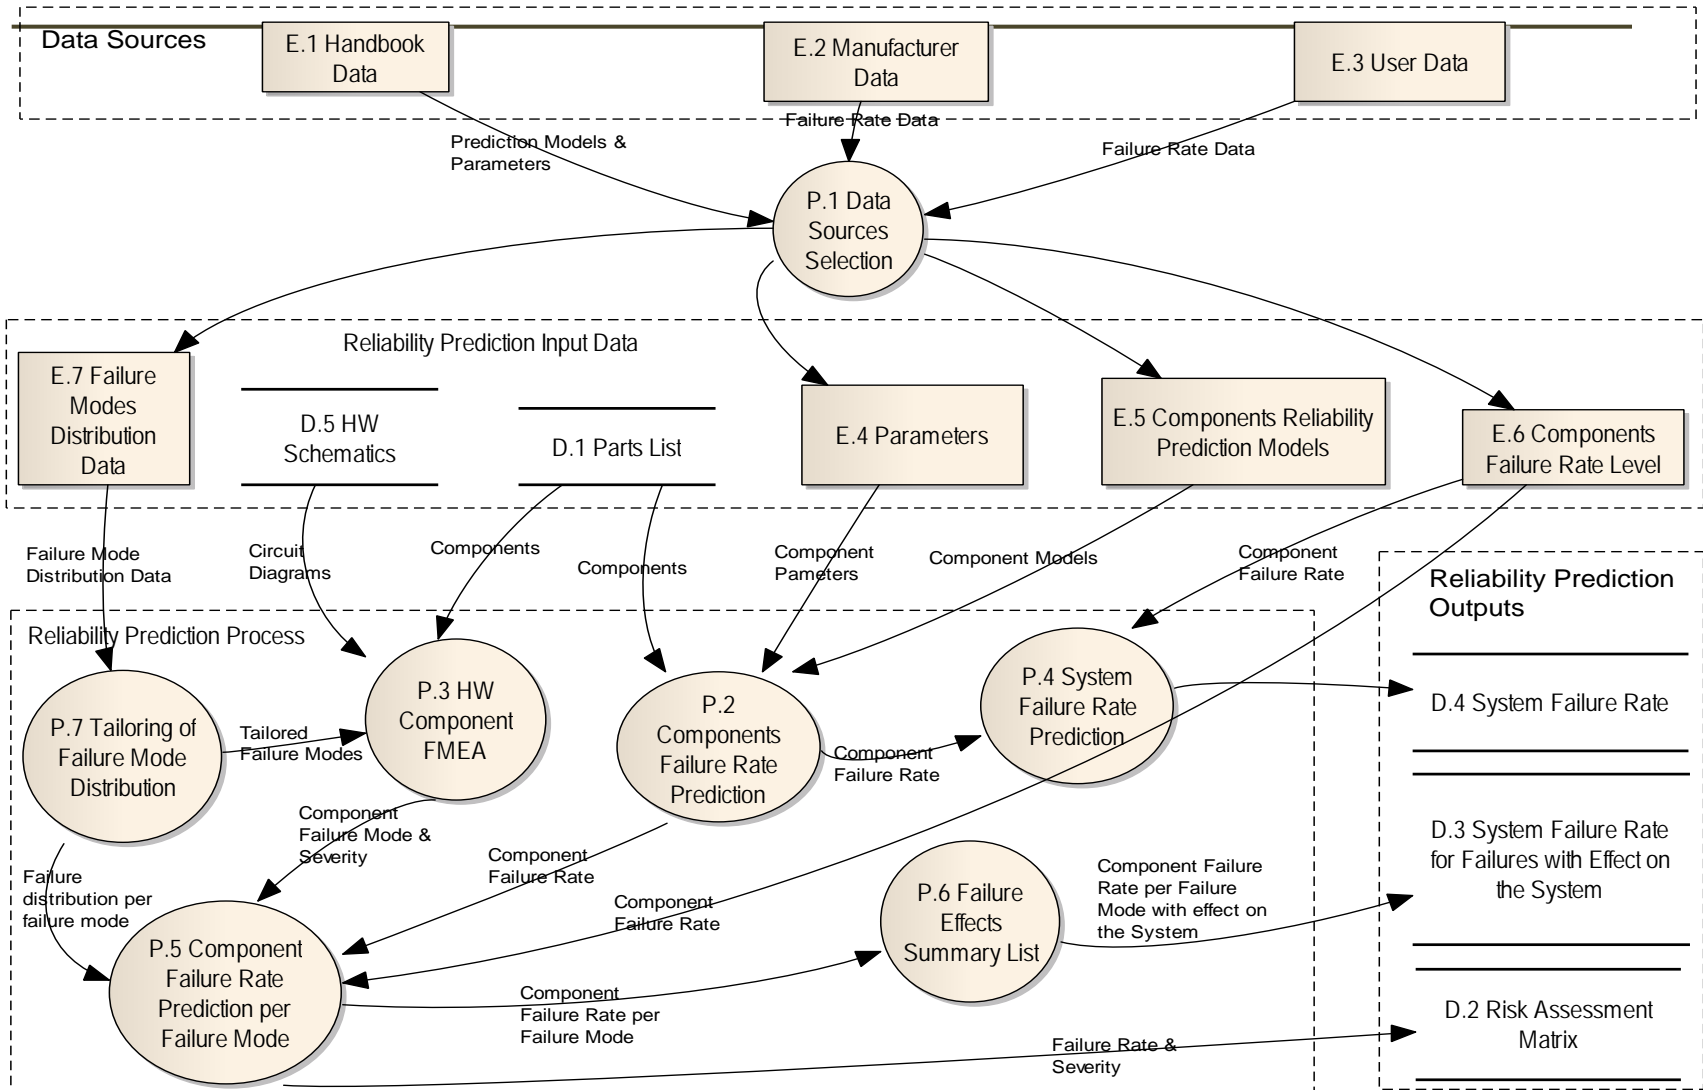 Data Sources
E.1 Handbook
Data
E.2 Manufacturer
Data
E.3 User Data
Failure Rate Data
Prediction Models &
Parameters
Failure Rate Data
P.1 Data
Sources
Selection
Reliability Prediction Input Data
E.7 Failure
Modes
Distribution
Data
D.5 HW
Schematics
D.1 Parts List
E.4 Parameters
E.5 Components Reliability
Prediction Models
E.6 Components
Failure Rate Level
Failure Mode
Distribution Data
Circuit
Diagrams
Components
Components
Component
Pameters
Component Models
Component
Failure Rate
Reliability Prediction
Outputs
Reliability Prediction Process
P.7 Tailoring of
Failure Mode
Distribution
Tailored
Failure Modes
P.3 HW
Component
FMEA
P.2
Components
Failure Rate
Prediction
Component
Failure Rate
P.4 System
Failure Rate
Prediction
D.4 System Failure Rate
Component
Failure Mode &
Severity
Component
Failure Rate
Failure
distribution per
failure mode
Component
Failure Rate
P.6 Failure
Effects
Summary List
Component Failure
Rate per Failure
Mode with effect on
the System
D.3 System Failure Rate
for Failures with Effect on
the System
P.5 Component
Failure Rate
Prediction per
Failure Mode
Component
Failure Rate per
Failure Mode
Failure Rate &
Severity
D.2 Risk Assessment
Matrix